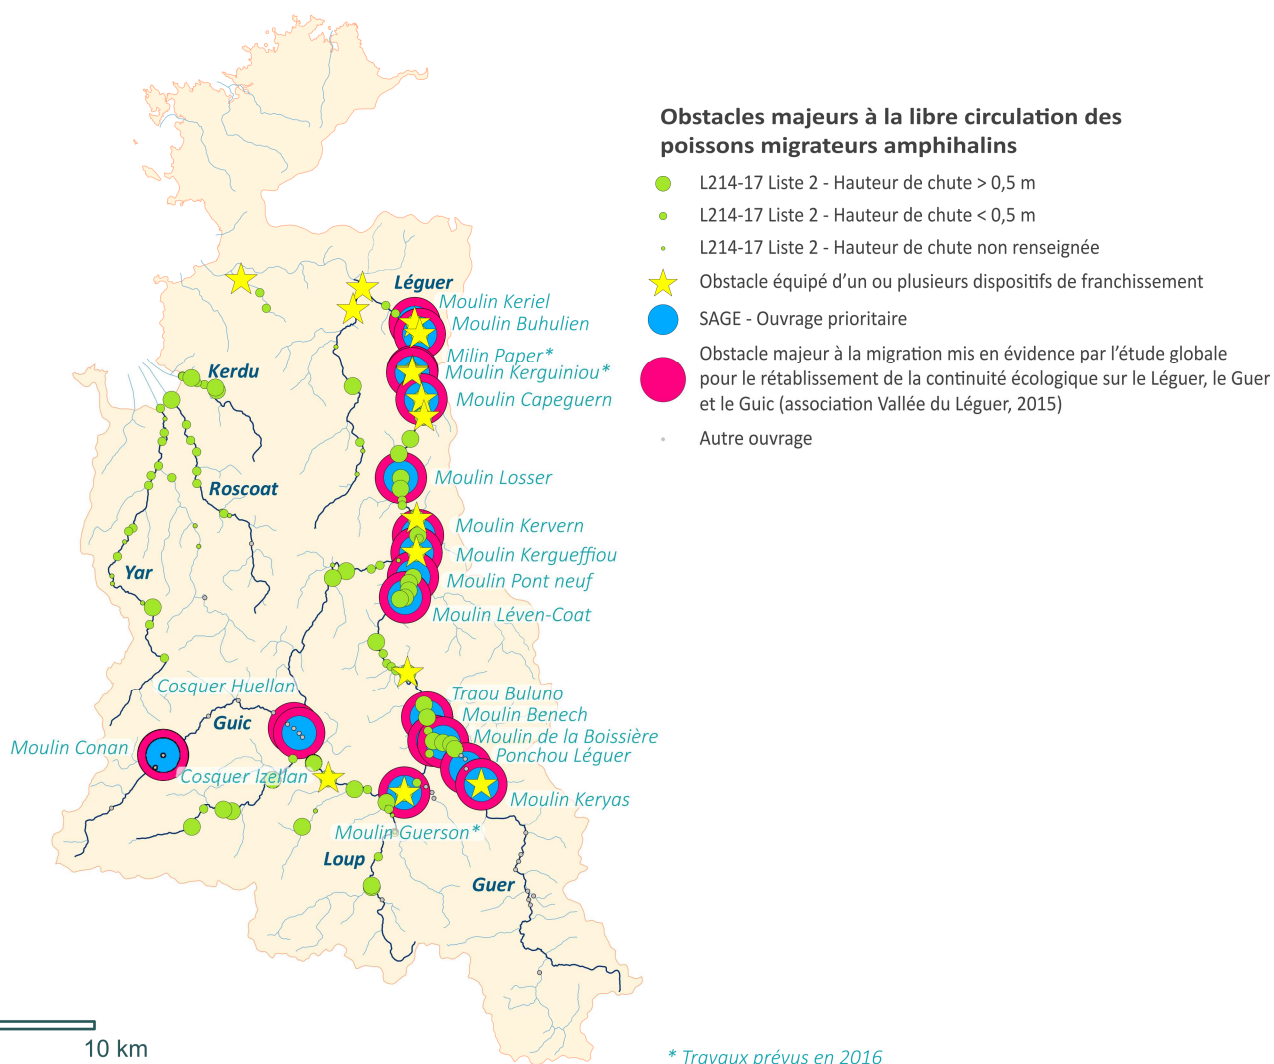 Obstacles majeurs à la libre circulation des
poissons migrateurs amphihalins
L214-17 Liste 2 - Hauteur de chute > 0,5 m
L214-17 Liste 2 - Hauteur de chute < 0,5 m
L214-17 Liste 2 - Hauteur de chute non renseignée
Obstacle équipé d'un ou plusieurs dispositifs de franchissement
SAGE - Ouvrage prioritaire
Obstacle majeur à la migration mis en évidence par l'étude globale
pour le rétablissement de la continuité écologique sur le Léguer, le Guer
et le Guic (association Vallée du Léguer, 2015)
Autre ouvrage
Léguer
Moulin Keriel
Moulin Buhulien
Milin Paper*
Moulin Kerguiniou*
Kerdu
Moulin Capeguern
Moulin Losser
Roscoat
Moulin Kervern
Moulin Kergueffiou
Yar
Moulin Pont neuf
Moulin Léven-Coat
Cosquer Huellan
Traou Buluno
Guic
Moulin Benech
Moulin de la Boissière
Moulin Conan
Ponchou Léguer
Cosquer Izellan
Moulin Keryas
Moulin Guerson*
Loup
Guer
10 km
* Travaux prévus en 2016